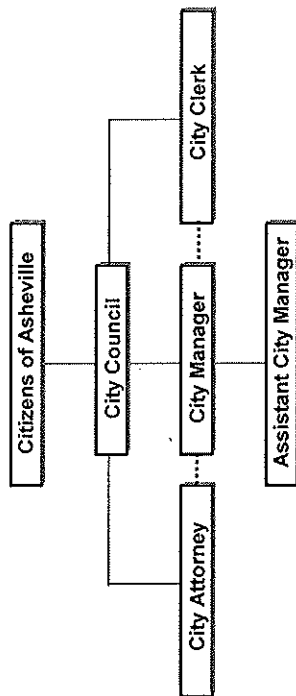 Citizens of Asheville
City Council
City Attorney
City Manager
City Clerk
Assistant City Manager